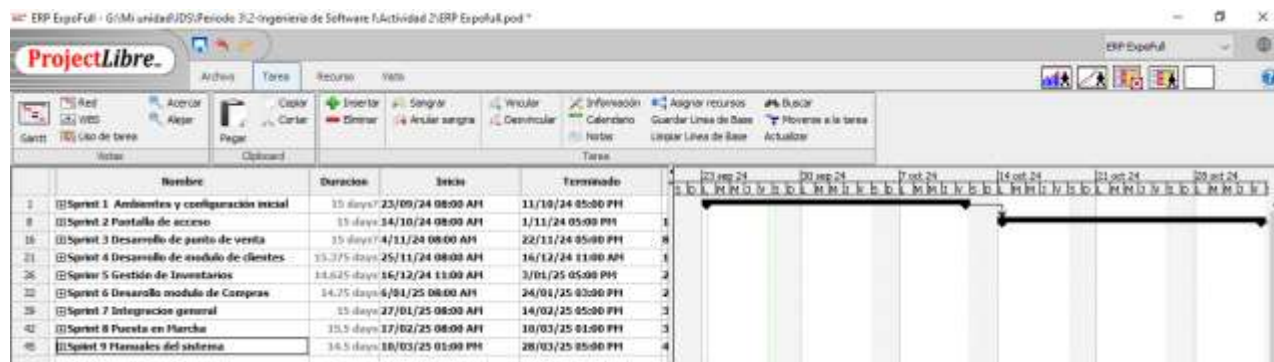 ERP ExpoFull - G:\Mi unidad\JDS\Periodo 3\2-Ingenieria de Software I\Actividad 2\ERP Expofull.pod *
ProjectLibre
ERP ExpoFull
Archivo Tarea Recurso Vista
Red Acercar Copiar Insertar Sangrar Vincular Información Asignar recursos Buscar
WBS Alejar Cortar Eliminar Anular sangra Desvincular Calendario Guardar Linea de Base Moverse a la tarea
Gantt Uso de tarea Pegar Notas Limpiar Linea de Base Actualizar
Vistas Clipboard Tarea
Nombre Duracion Inicio Terminado 23 sep 24 30 sep 24 7 oct 24 14 oct 24 21 oct 24 28 oct 24
1 Sprint 1 Ambientes y configuración inicial 15 days? 23/09/24 08:00 AM 11/10/24 05:00 PM
8 Sprint 2 Pantalla de acceso 15 days 14/10/24 08:00 AM 1/11/24 05:00 PM 1
16 Sprint 3 Desarrollo de punto de venta 15 days? 4/11/24 08:00 AM 22/11/24 05:00 PM 8
21 Sprint 4 Desarrollo de modulo de clientes 15.375 days 25/11/24 08:00 AM 16/12/24 11:00 AM 1
26 Sprint 5 Gestión de Inventarios 14.625 days 16/12/24 11:00 AM 3/01/25 05:00 PM 2
32 Sprint 6 Desarollo modulo de Compras 14.75 days 6/01/25 08:00 AM 24/01/25 03:00 PM 2
39 Sprint 7 Integracion general 15 days 27/01/25 08:00 AM 14/02/25 05:00 PM 3
42 Sprint 8 Puesta en Marcha 15.5 days 17/02/25 08:00 AM 10/03/25 01:00 PM 3
45 Sprint 9 Manuales del sistema 14.5 days 10/03/25 01:00 PM 28/03/25 05:00 PM 4